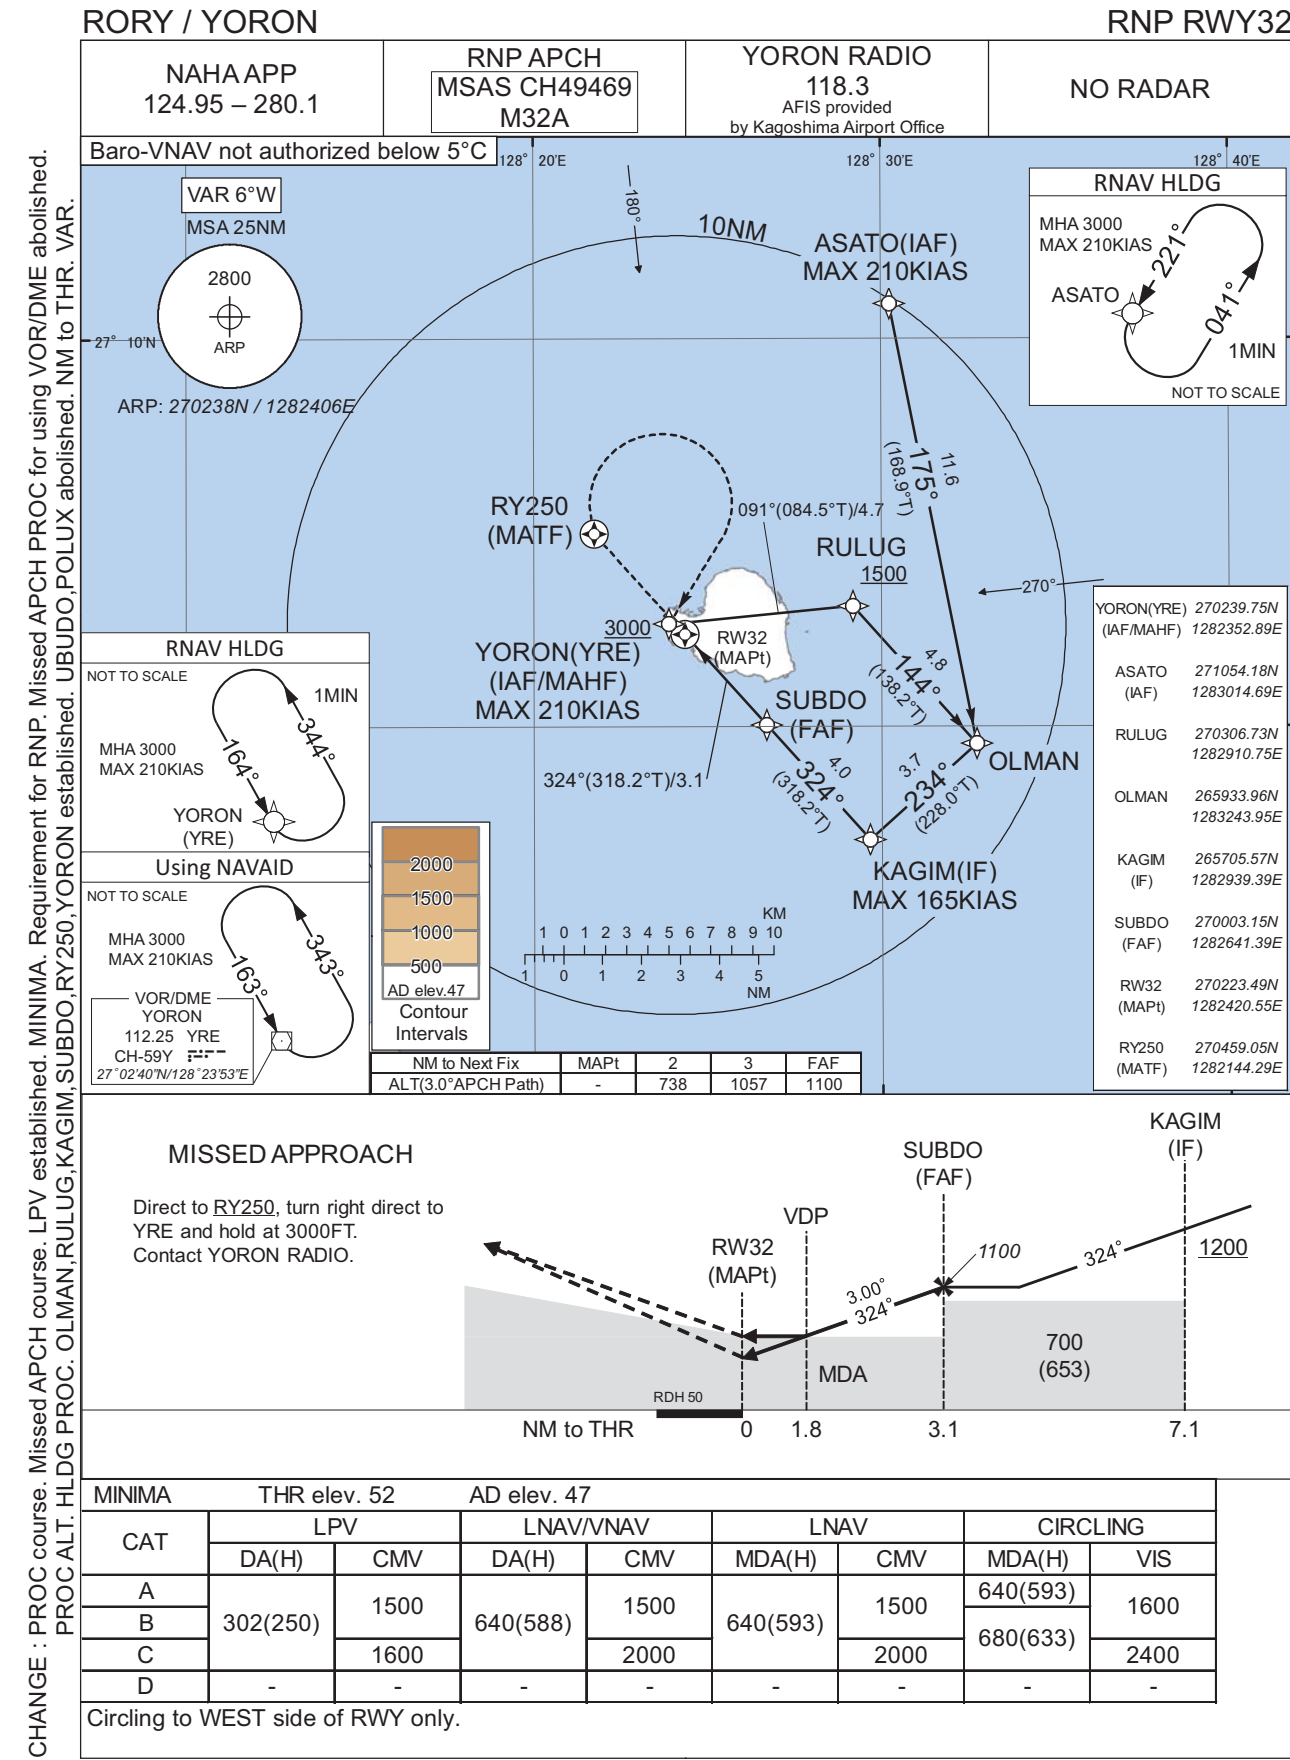 RORY / YORON
RNP RWY32
NAHA APP
124.95 – 280.1
RNP APCH
MSAS CH49469
M32A
YORON RADIO
118.3
AFIS provided
by Kagoshima Airport Office
NO RADAR
Baro-VNAV not authorized below 5°C
128° 20'E
128° 30'E
128° 40'E
VAR 6°W
MSA 25NM
2800
ARP
27° 10'N
ARP: 270238N / 1282406E
180°
10NM
ASATO(IAF)
MAX 210KIAS
RNAV HLDG
MHA 3000
MAX 210KIAS
221°
ASATO
041°
1MIN
NOT TO SCALE
175°
(168.9°T)
11.6
RY250
(MATF)
091°(084.5°T)/4.7
RULUG
1500
270°
3000
RW32
(MAPt)
YORON(YRE)
(IAF/MAHF)
MAX 210KIAS
4.8
144°
(138.2°T)
SUBDO
(FAF)
OLMAN
324°(318.2°T)/3.1
4.0
324°
(318.2°T)
3.7
234°
(228.0°T)
KAGIM(IF)
MAX 165KIAS
YORON(YRE) 270239.75N
(IAF/MAHF) 1282352.89E
ASATO 271054.18N
(IAF) 1283014.69E
RULUG 270306.73N
1282910.75E
OLMAN 265933.96N
1283243.95E
KAGIM 265705.57N
(IF) 1282939.39E
SUBDO 270003.15N
(FAF) 1282641.39E
RW32 270223.49N
(MAPt) 1282420.55E
RY250 270459.05N
(MATF) 1282144.29E
RNAV HLDG
NOT TO SCALE
1MIN
344°
164°
MHA 3000
MAX 210KIAS
YORON
(YRE)
Using NAVAID
NOT TO SCALE
MHA 3000
MAX 210KIAS
343°
163°
VOR/DME
YORON
112.25 YRE
CH-59Y
27°02'40"N/128°23'53"E
2000
1500
1000
500
AD elev.47
Contour
Intervals
KM
1 0 1 2 3 4 5 6 7 8 9 10
1 0 1 2 3 4 5
NM
NM to Next Fix MAPt 2 3 FAF
ALT(3.0°APCH Path) - 738 1057 1100
MISSED APPROACH
Direct to RY250, turn right direct to
YRE and hold at 3000FT.
Contact YORON RADIO.
KAGIM
(IF)
SUBDO
(FAF)
VDP
RW32
(MAPt)
1100
324°
1200
3.00°
324°
700
(653)
MDA
RDH 50
NM to THR 0 1.8 3.1 7.1
MINIMA THR elev. 52 AD elev. 47
CAT LPV LNAV/VNAV LNAV CIRCLING
DA(H) CMV DA(H) CMV MDA(H) CMV MDA(H) VIS
A 302(250) 1500 640(588) 1500 640(593) 1500 640(593) 1600
B 680(633)
C 1600 2000 2000 2400
D - - - - - - - -
Circling to WEST side of RWY only.
CHANGE : PROC course. Missed APCH course. LPV established. MINIMA. Requirement for RNP. Missed APCH PROC for using VOR/DME abolished.
PROC ALT. HLDG PROC. OLMAN,RULUG,KAGIM,SUBDO,RY250,YORON established. UBUDO,POLUX abolished. NM to THR. VAR.